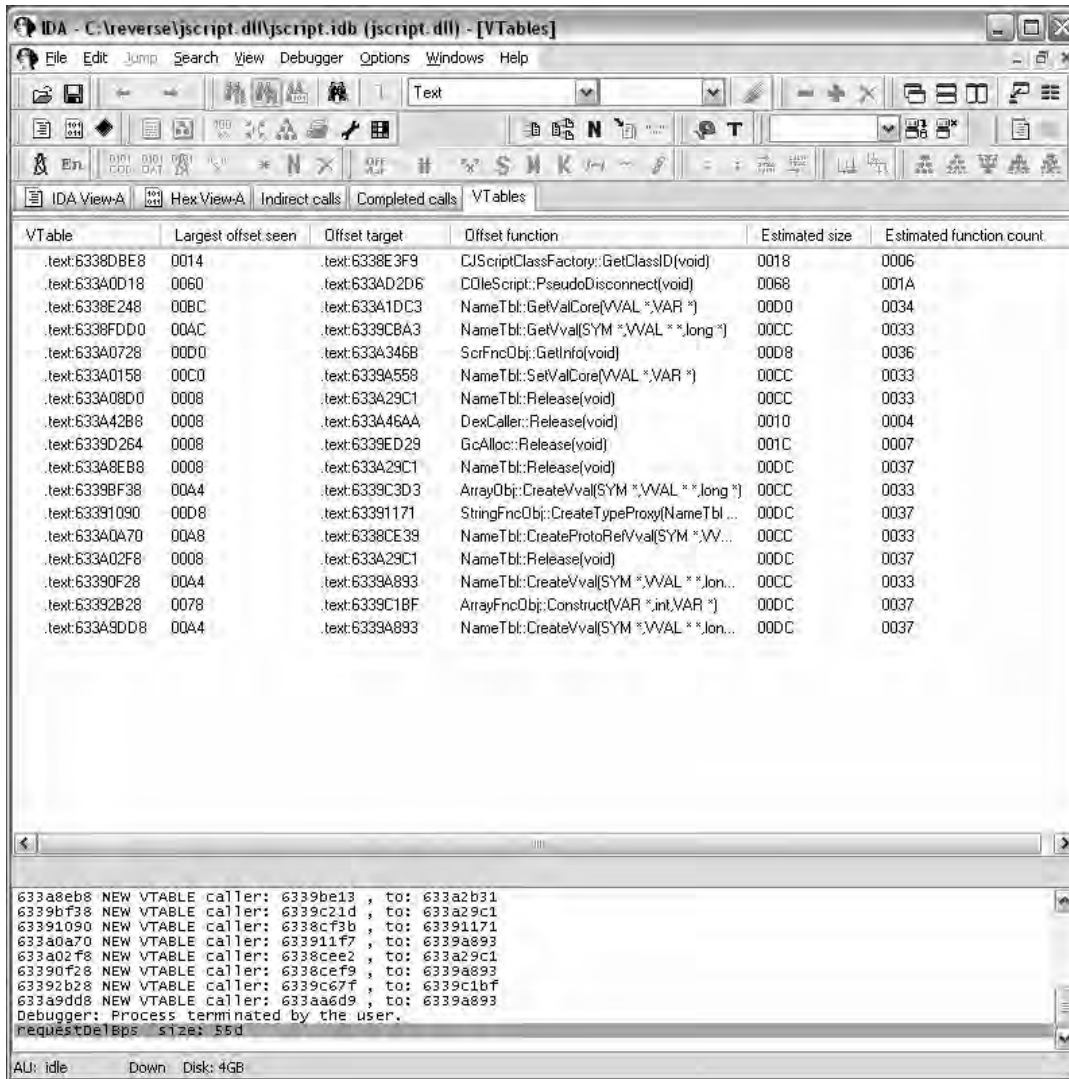 IDA - C:\reverse\jscript.dll\jscript.idb (jscript.dll) - [VTables]
File Edit Jump Search View Debugger Options Windows Help
Text
En
IDA View-A Hex View-A Indirect calls Completed calls VTables
VTable Largest offset seen Offset target Offset function Estimated size Estimated function count
.text:6338DBE8 0014 .text:6338E3F9 CJScriptClassFactory::GetClassID(void) 0018 0006
.text:633A0D18 0060 .text:633AD2D6 COleScript::PseudoDisconnect(void) 0068 001A
.text:6338E248 00BC .text:633A1DC3 NameTbl::GetValCore(VVAL *,VAR *) 00D0 0034
.text:6338FDD0 00AC .text:6339CBA3 NameTbl::GetVval(SYM *,VVAL * *,long *) 00CC 0033
.text:633A0728 00D0 .text:633A346B ScrFncObj::GetInfo(void) 00D8 0036
.text:633A0158 00C0 .text:6339A558 NameTbl::SetValCore(VVAL *,VAR *) 00CC 0033
.text:633A08D0 0008 .text:633A29C1 NameTbl::Release(void) 00CC 0033
.text:633A42B8 0008 .text:633A46AA DexCaller::Release(void) 0010 0004
.text:6339D264 0008 .text:6339ED29 GcAlloc::Release(void) 001C 0007
.text:633A8EB8 0008 .text:633A29C1 NameTbl::Release(void) 00DC 0037
.text:6339BF38 00A4 .text:6339C3D3 ArrayObj::CreateVval(SYM *,VVAL * *,long *) 00CC 0033
.text:63391090 00D8 .text:63391171 StringFncObj::CreateTypeProxy(NameTbl ... 00DC 0037
.text:633A0A70 00A8 .text:6338CE39 NameTbl::CreateProtoRefVval(SYM *,VV... 00CC 0033
.text:633A02F8 0008 .text:633A29C1 NameTbl::Release(void) 00DC 0037
.text:63390F28 00A4 .text:6339A893 NameTbl::CreateVval(SYM *,VVAL * *,lon... 00CC 0033
.text:63392B28 0078 .text:6339C1BF ArrayFncObj::Construct(VAR *,int,VAR *) 00DC 0037
.text:633A9DD8 00A4 .text:6339A893 NameTbl::CreateVval(SYM *,VVAL * *,lon... 00DC 0037
633a8eb8 NEW VTABLE caller: 6339be13 , to: 633a2b31
6339bf38 NEW VTABLE caller: 6339c21d , to: 633a29c1
63391090 NEW VTABLE caller: 6338cf3b , to: 63391171
633a0a70 NEW VTABLE caller: 633911f7 , to: 6339a893
633a02f8 NEW VTABLE caller: 6338cee2 , to: 633a29c1
63390f28 NEW VTABLE caller: 6338cef9 , to: 6339a893
63392b28 NEW VTABLE caller: 6339c67f , to: 6339c1bf
633a9dd8 NEW VTABLE caller: 633aa6d9 , to: 6339a893
Debugger: Process terminated by the user.
requestDelBps size: 55d
AU: idle Down Disk: 4GB